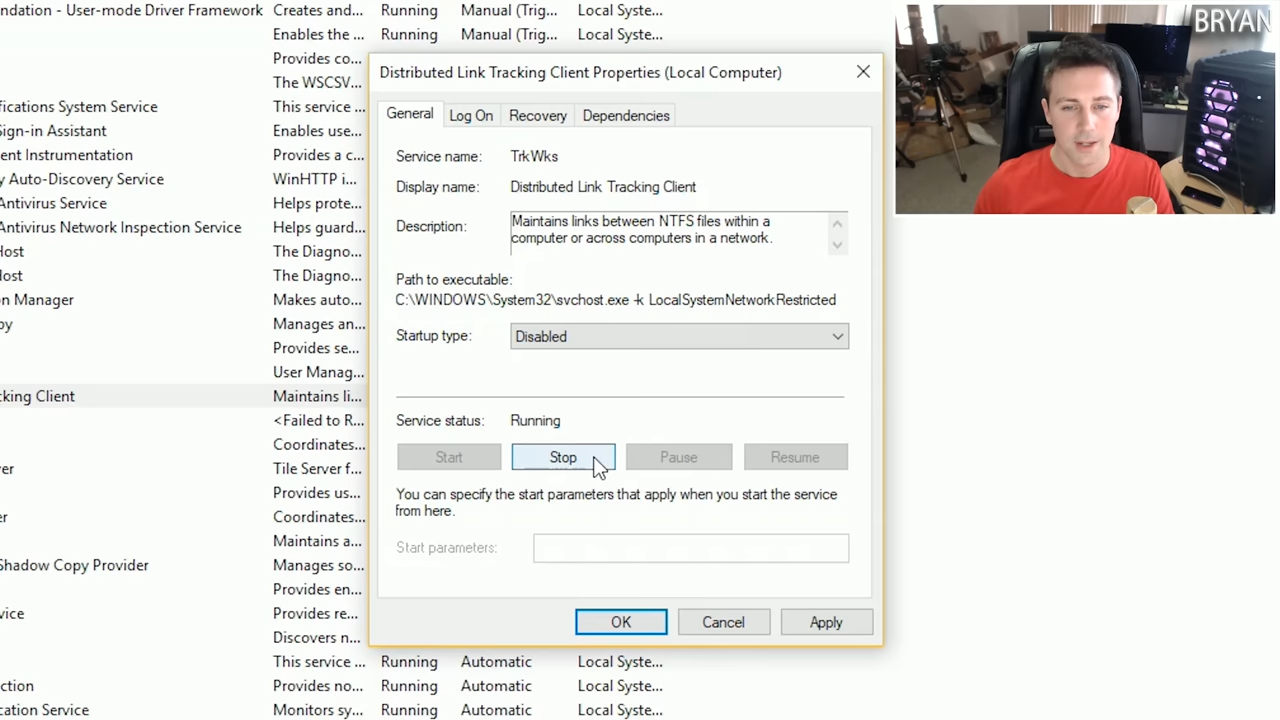 ndation - User-mode Driver Framework Creates and... Running Manual (Trig... Local Syste...
Enables the... Running Manual (Trig... Local Syste...
Provides co...
The WSCSV...
ifications System Service This service ...
Sign-in Assistant Enables use...
ent Instrumentation Provides a c...
y Auto-Discovery Service WinHTTP i...
Antivirus Service Helps prote...
Antivirus Network Inspection Service Helps guard...
Host The Diagno...
Host The Diagno...
on Manager Makes auto...
py Manages an...
Provides se...
User Manag...
cking Client Maintains li...
<Failed to R...
Coordinates...
er Tile Server f...
Provides us...
er Coordinates...
Maintains a...
Shadow Copy Provider Manages so...
Provides en...
vice Provides re...
Discovers n...
This service ... Running Automatic Local Syste...
ction Provides no... Running Automatic Local Syste...
cation Service Monitors sy... Running Automatic Local Syste...
Distributed Link Tracking Client Properties (Local Computer)
General Log On Recovery Dependencies
Service name: TrkWks
Display name: Distributed Link Tracking Client
Description: Maintains links between NTFS files within a
computer or across computers in a network.
Path to executable:
C:\WINDOWS\System32\svchost.exe -k LocalSystemNetworkRestricted
Startup type: Disabled
Service status: Running
Start Stop Pause Resume
You can specify the start parameters that apply when you start the service
from here.
Start parameters:
OK Cancel Apply
BRYAN